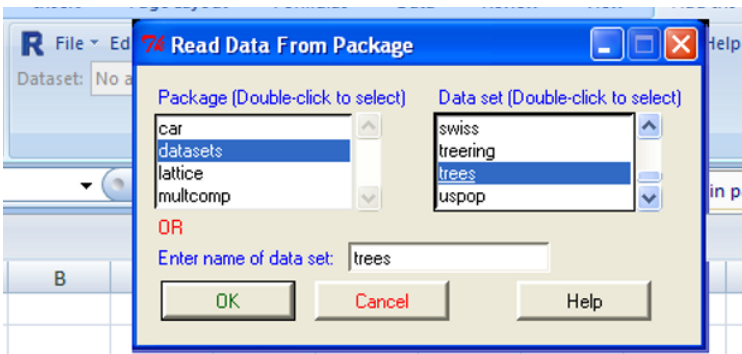 R File Ed
Dataset: No a
Read Data From Package
Help
Package (Double-click to select)
Data set (Double-click to select)
car
datasets
lattice
multcomp
swiss
treering
trees
uspop
in p
OR
Enter name of data set: trees
B
OK Cancel Help